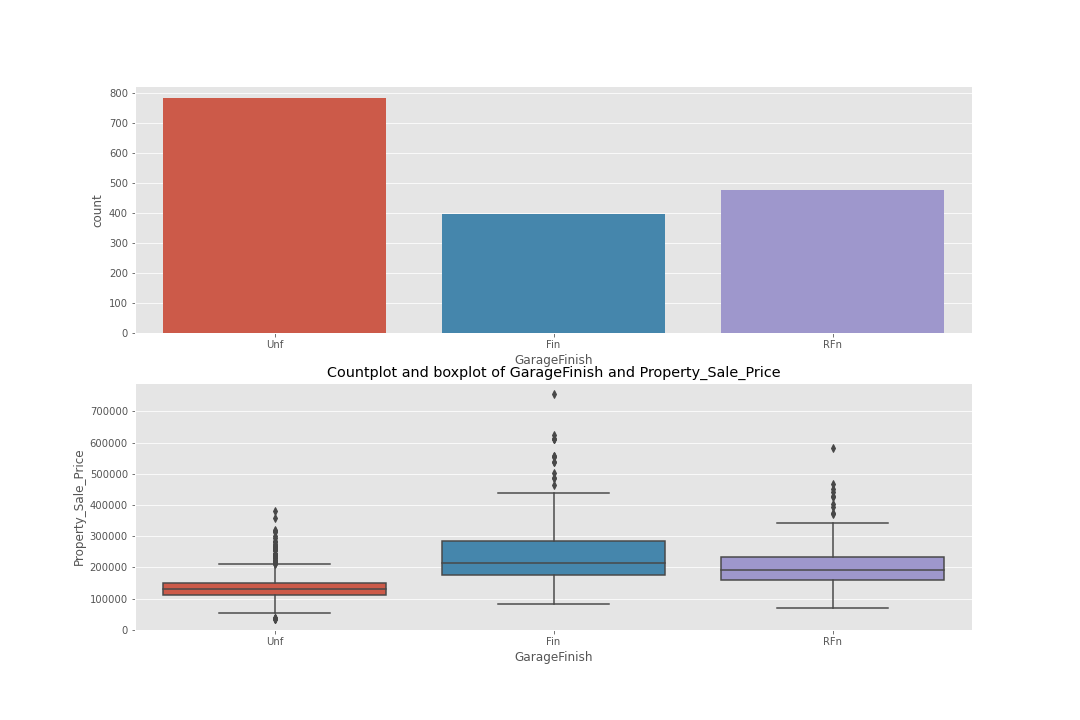 800
700
600
500
400
300
200
100
0
count
Unf Fin RFn
GarageFinish
Countplot and boxplot of GarageFinish and Property_Sale_Price
700000
600000
500000
400000
300000
200000
100000
0
Property_Sale_Price
Unf Fin RFn
GarageFinish